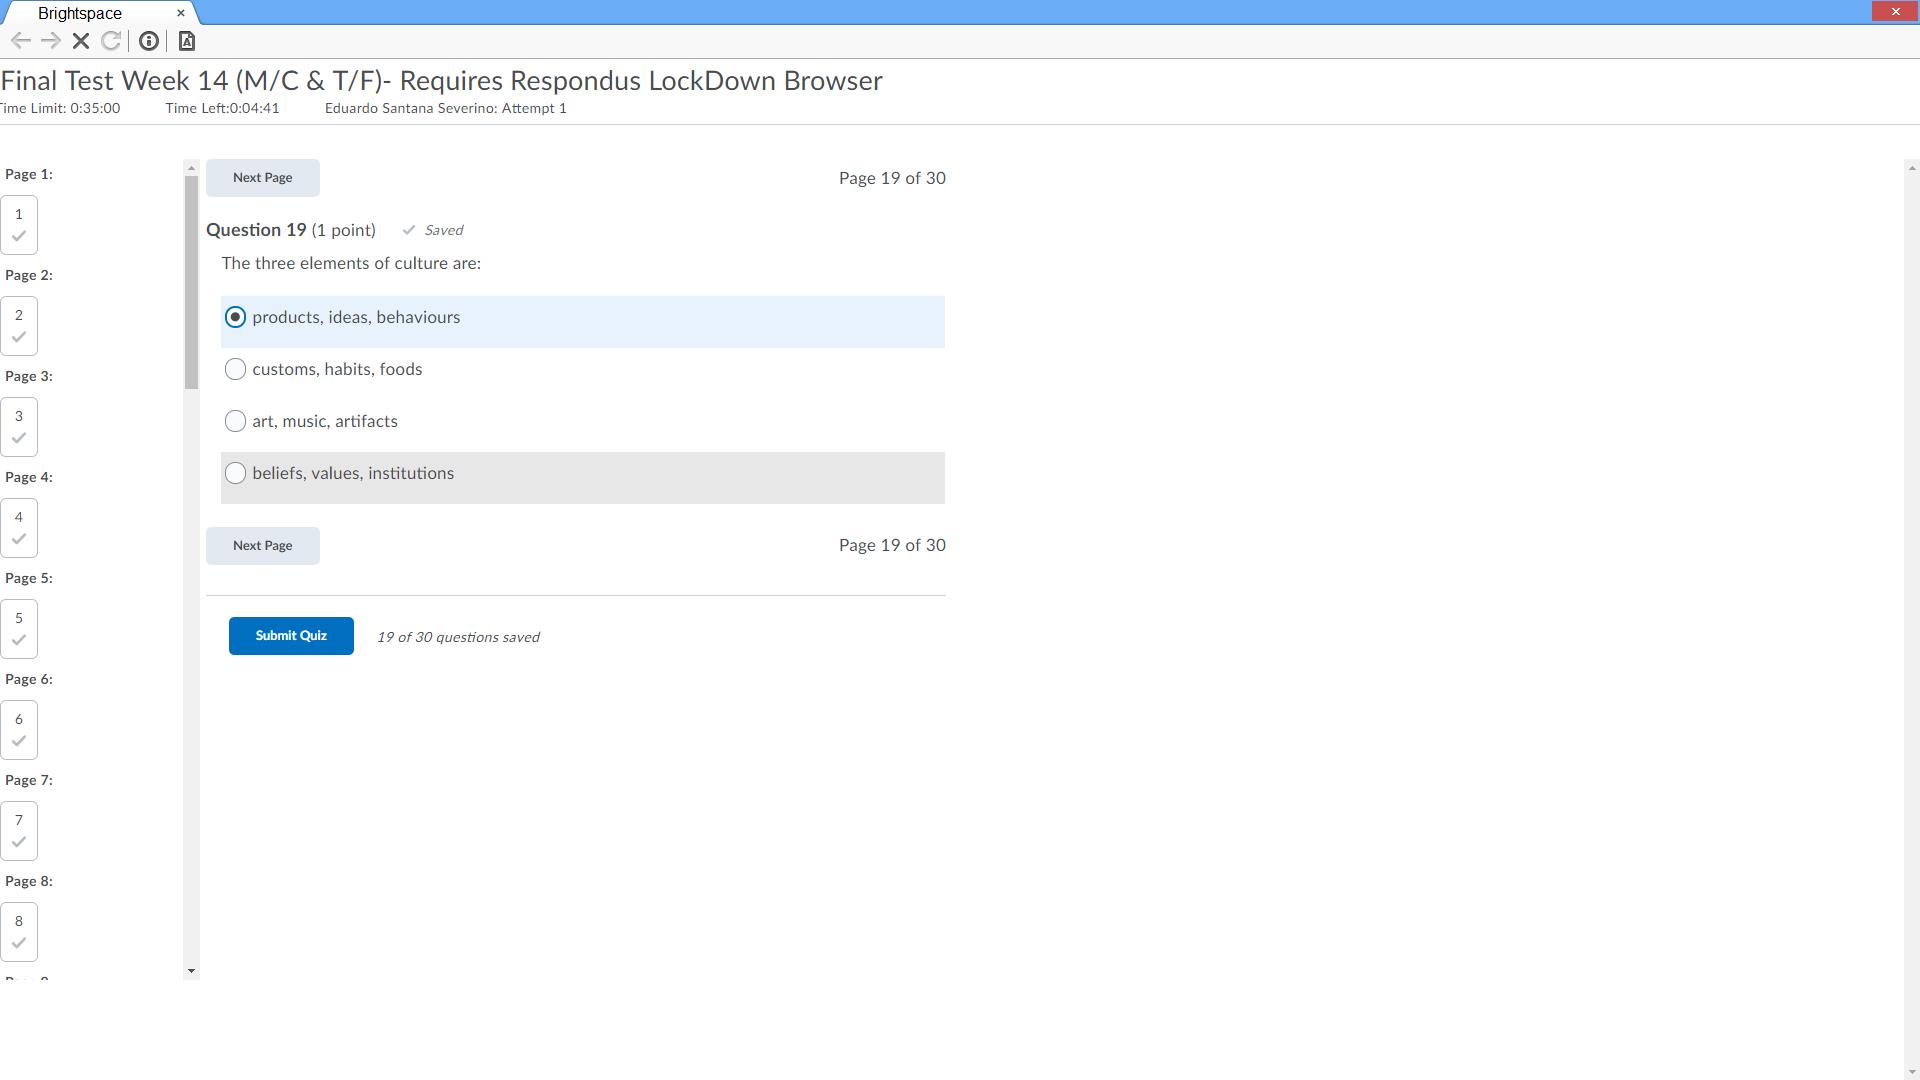 Brightspace
Final Test Week 14 (M/C & T/F)- Requires Respondus LockDown Browser
Time Limit: 0:35:00 Time Left:0:04:41 Eduardo Santana Severino: Attempt 1
Page 1:
1
Page 2:
2
Page 3:
3
Page 4:
4
Page 5:
5
Page 6:
6
Page 7:
7
Page 8:
8
Next Page Page 19 of 30
Question 19 (1 point) Saved
The three elements of culture are:
products, ideas, behaviours
customs, habits, foods
art, music, artifacts
beliefs, values, institutions
Next Page Page 19 of 30
Submit Quiz 19 of 30 questions saved